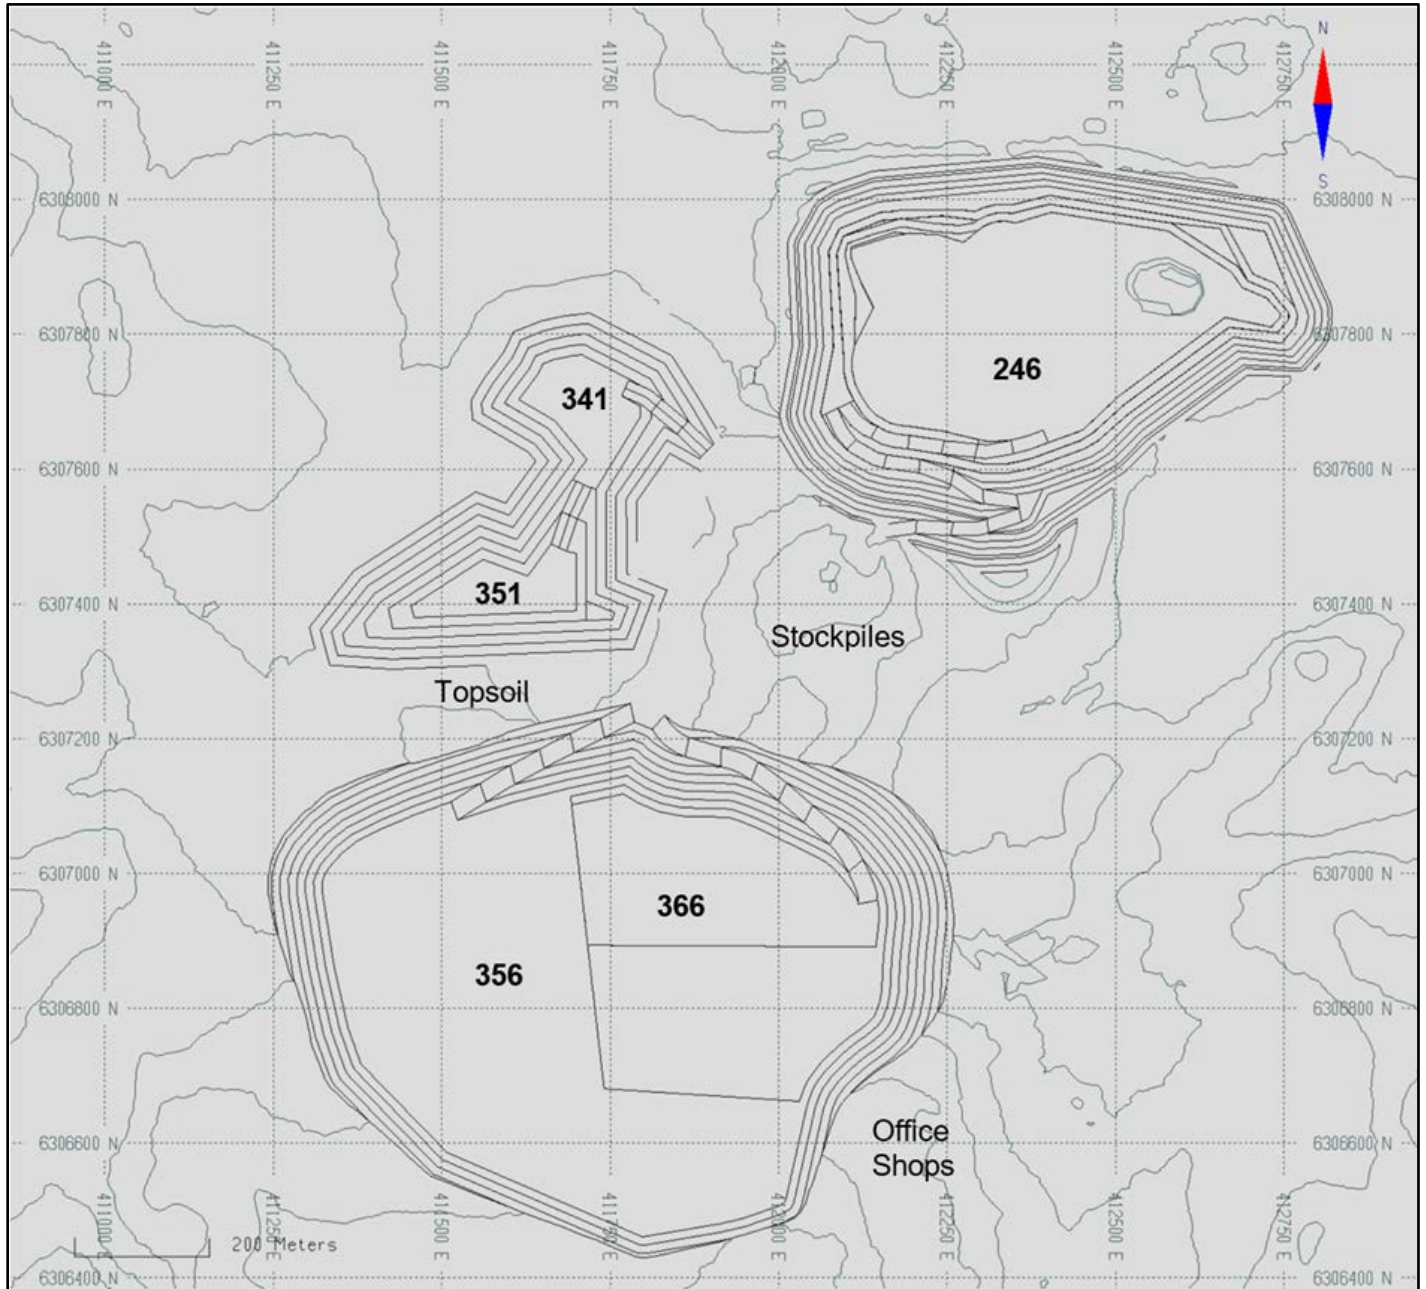 N
411000 E
411250 E
411500 E
411750 E
412000 E
412250 E
412500 E
412750 E
S
6308000 N
6308000 N
6307800 N
6307800 N
246
341
6307600 N
6307600 N
351
6307400 N
6307400 N
Stockpiles
Topsoil
6307200 N
6307200 N
6307000 N
6307000 N
366
356
6306800 N
6306800 N
Office
Shops
6306600 N
6306600 N
411000 E
411250 E
411500 E
411750 E
412000 E
412250 E
412500 E
412750 E
200 Meters
6306400 N
6306400 N